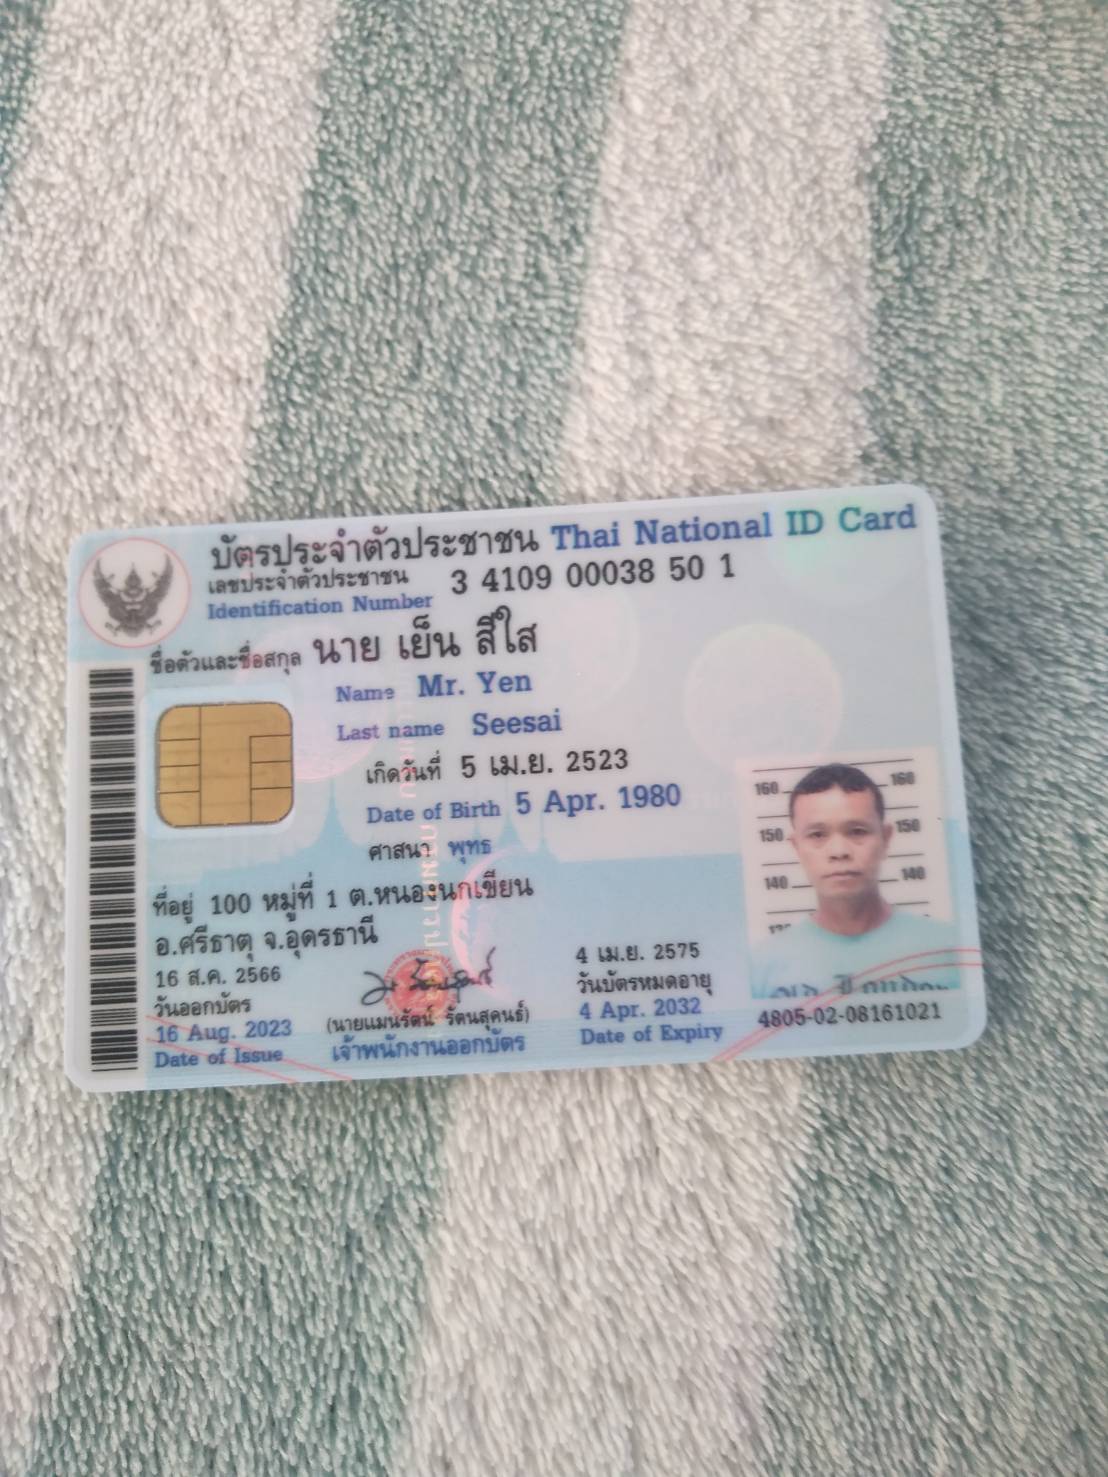 บัตรประจำตัวประชาชน Thai National ID Card
เลขประจำตัวประชาชน 3 4109 00038 50 1
Identification Number
ชื่อตัวและชื่อสกุล นาย เย็น สีใส
Name Mr. Yen
Last name Seesai
เกิดวันที่ 5 เม.ย. 2523
Date of Birth 5 Apr. 1980
ศาสนา พุทธ
ที่อยู่ 100 หมู่ที่ 1 ต.หนองนกเขียน
อ.ศรีธาตุ จ.อุดรธานี
16 ส.ค. 2566
วันออกบัตร
16 Aug. 2023
Date of Issue
(นายแมนรัตน์ รัตนสุคนธ์)
เจ้าพนักงานออกบัตร
4 เม.ย. 2575
วันบัตรหมดอายุ
4 Apr. 2032
Date of Expiry
160 160
150 150
140 140
4805-02-08161021